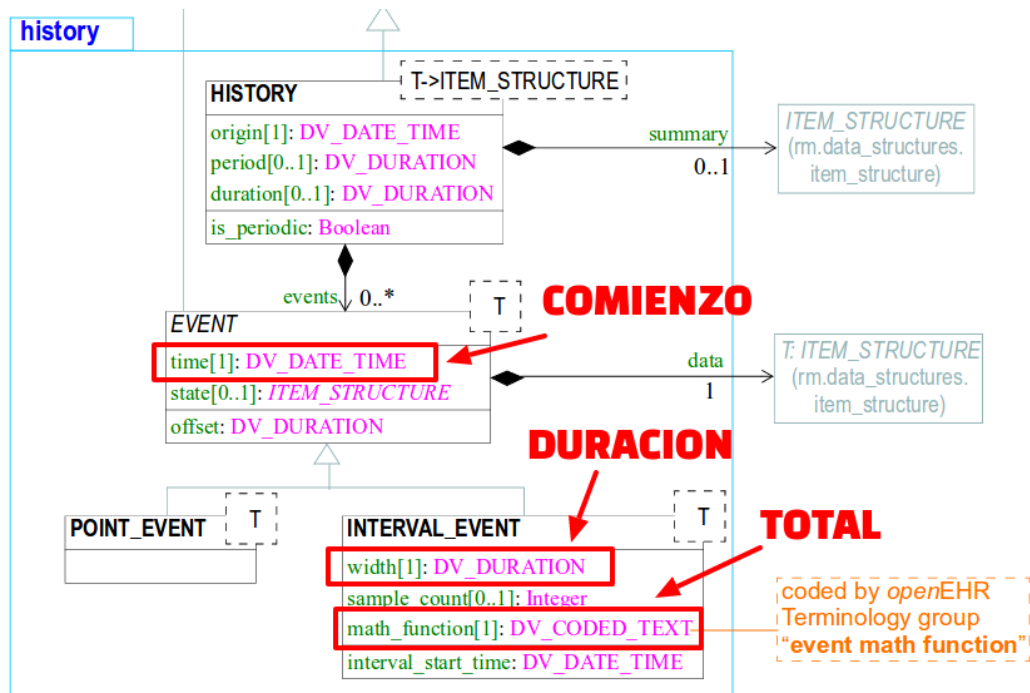 history
T->ITEM_STRUCTURE
HISTORY
origin[1]: DV_DATE_TIME
period[0..1]: DV_DURATION
duration[0..1]: DV_DURATION
is_periodic: Boolean
summary
0..1
ITEM_STRUCTURE
(rm.data_structures.
item_structure)
events
0..*
T
COMIENZO
EVENT
time[1]: DV_DATE_TIME
state[0..1]: ITEM_STRUCTURE
offset: DV_DURATION
data
1
T: ITEM_STRUCTURE
(rm.data_structures.
item_structure)
DURACION
POINT_EVENT
T
INTERVAL_EVENT
T
width[1]: DV_DURATION
sample_count[0..1]: Integer
math_function[1]: DV_CODED_TEXT
interval_start_time: DV_DATE_TIME
TOTAL
coded by openEHR
Terminology group
“event math function”